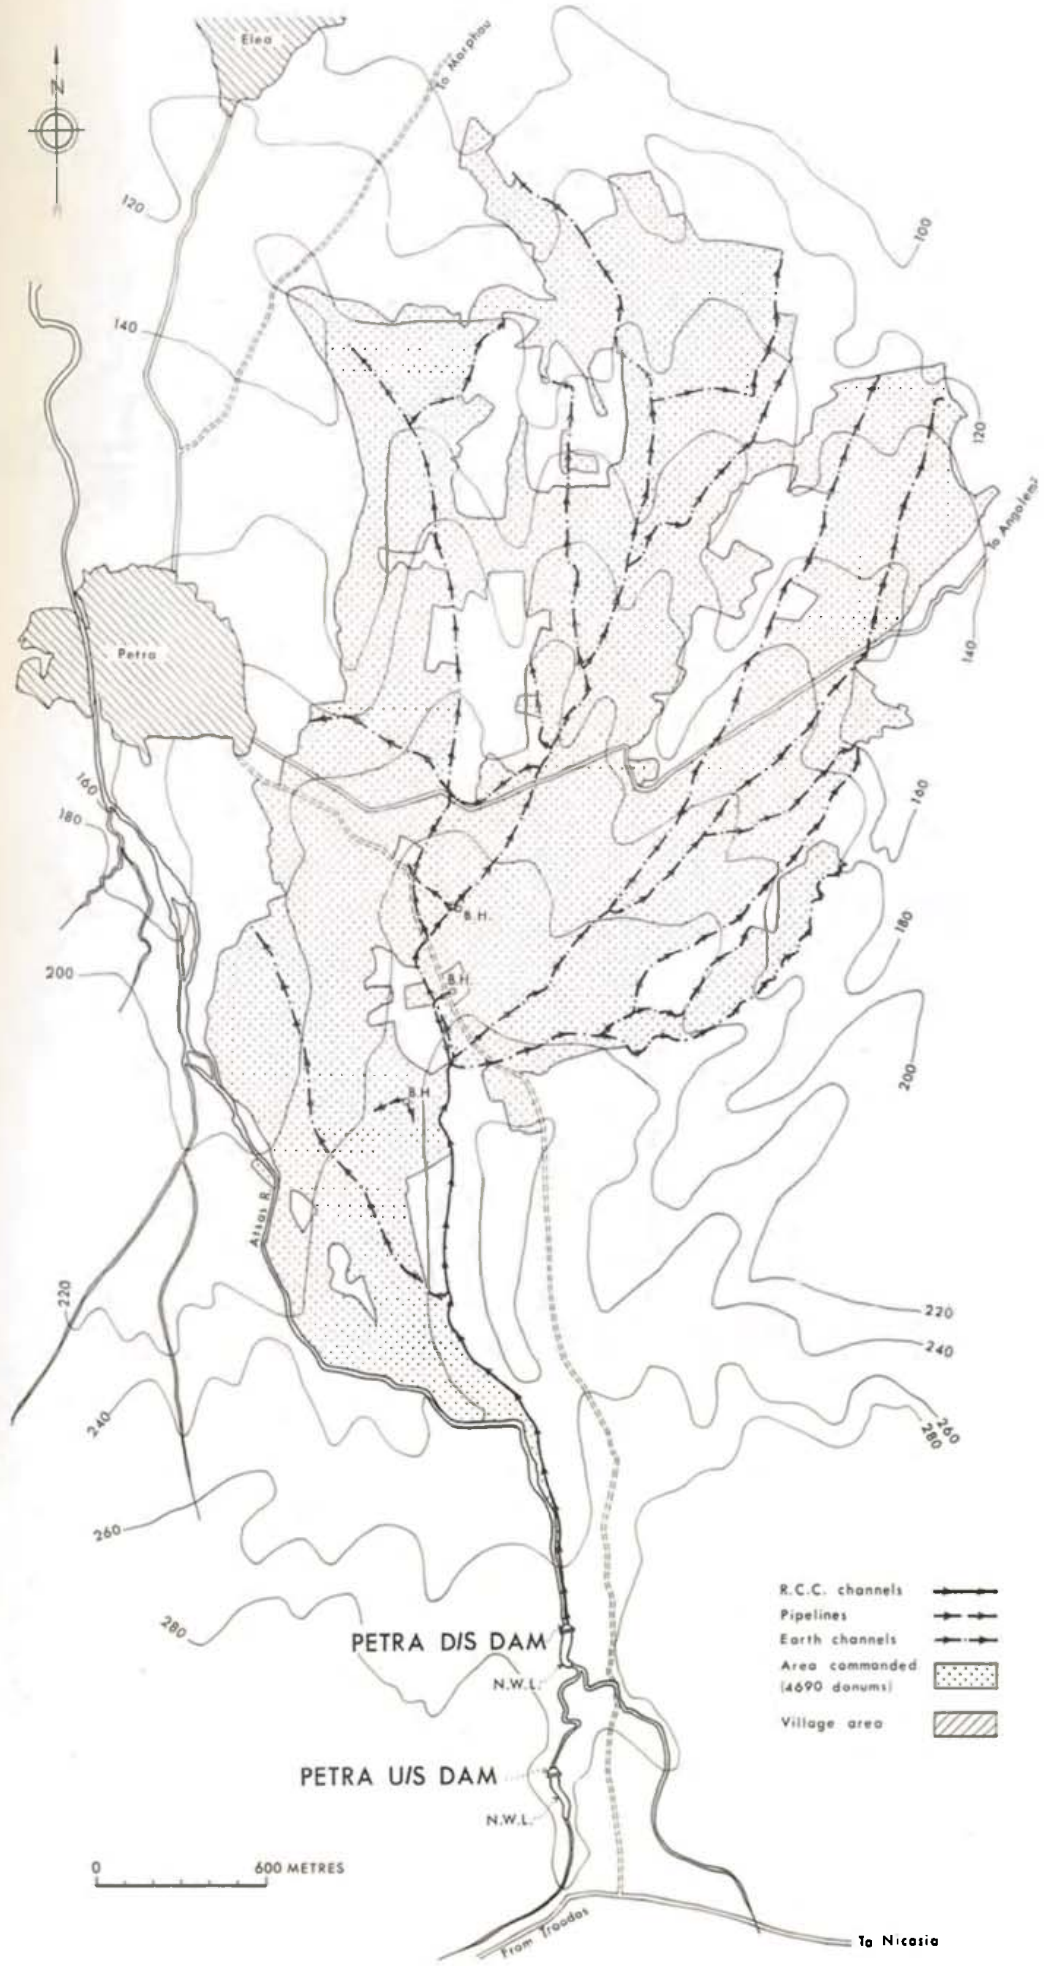 Elea
To Morphou
N
120
100
140
120
To Angolemi
Petra
140
160
180
160
B.H.
180
200
B.H.
200
B.H.
Atsas R.
220
220
240
240
260
280
260
280
R.C.C. channels
Pipelines
Earth channels
Area commanded
(4690 donums)
Village area
PETRA D/S DAM
N.W.L.
PETRA U/S DAM
N.W.L.
0 600 METRES
From Troodos
To Nicosia